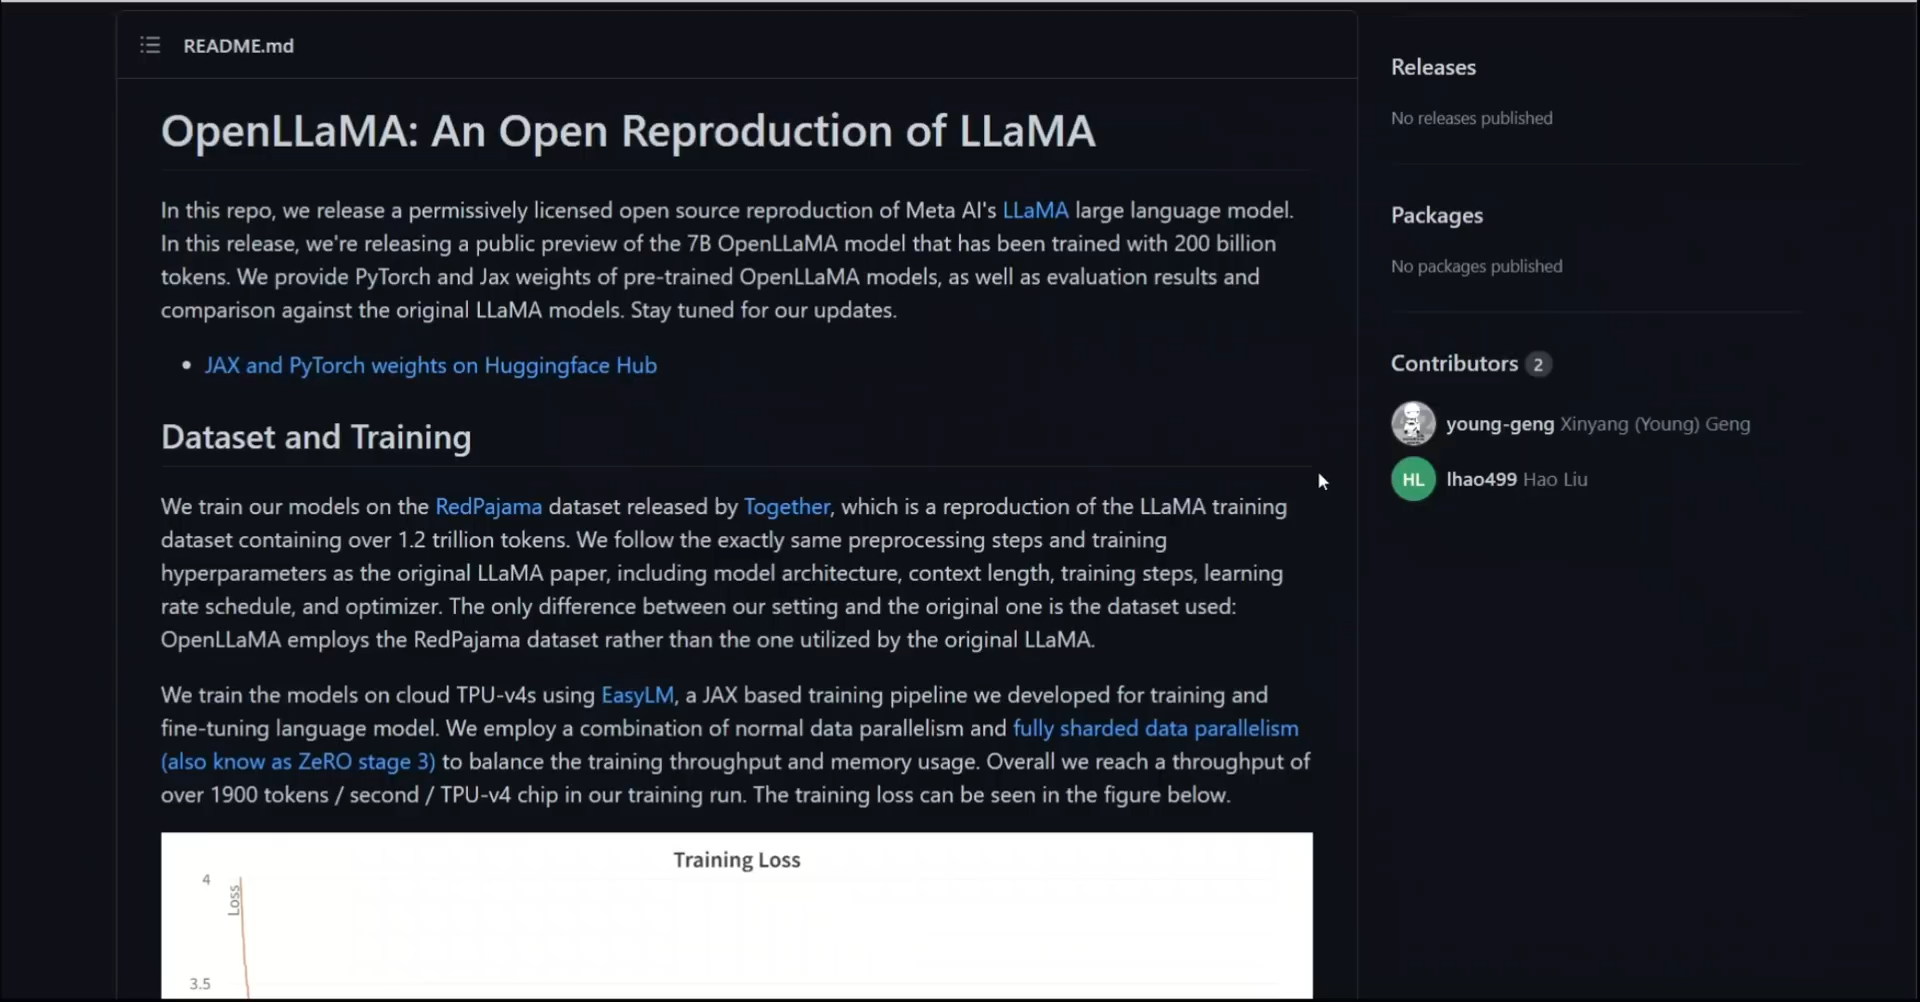 README.md
OpenLLaMA: An Open Reproduction of LLaMA
In this repo, we release a permissively licensed open source reproduction of Meta AI's LLaMA large language model.
In this release, we're releasing a public preview of the 7B OpenLLaMA model that has been trained with 200 billion
tokens. We provide PyTorch and Jax weights of pre-trained OpenLLaMA models, as well as evaluation results and
comparison against the original LLaMA models. Stay tuned for our updates.
• JAX and PyTorch weights on Huggingface Hub
Dataset and Training
We train our models on the RedPajama dataset released by Together, which is a reproduction of the LLaMA training
dataset containing over 1.2 trillion tokens. We follow the exactly same preprocessing steps and training
hyperparameters as the original LLaMA paper, including model architecture, context length, training steps, learning
rate schedule, and optimizer. The only difference between our setting and the original one is the dataset used:
OpenLLaMA employs the RedPajama dataset rather than the one utilized by the original LLaMA.
We train the models on cloud TPU-v4s using EasyLM, a JAX based training pipeline we developed for training and
fine-tuning language model. We employ a combination of normal data parallelism and fully sharded data parallelism
(also know as ZeRO stage 3) to balance the training throughput and memory usage. Overall we reach a throughput of
over 1900 tokens / second / TPU-v4 chip in our training run. The training loss can be seen in the figure below.
Training Loss
4
Loss
3.5
Releases
No releases published
Packages
No packages published
Contributors 2
young-geng Xinyang (Young) Geng
HL lhao499 Hao Liu